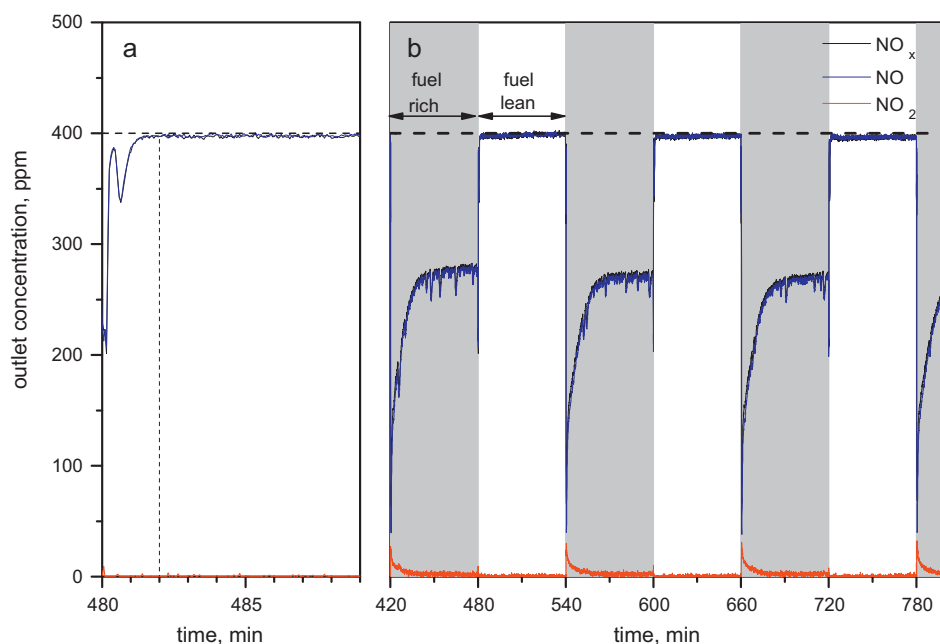 a
b
NOx
NO
NO2
fuel
rich
fuel
lean
outlet concentration, ppm
500
400
300
200
100
0
480
485
time, min
420
480
540
600
660
720
780
time, min